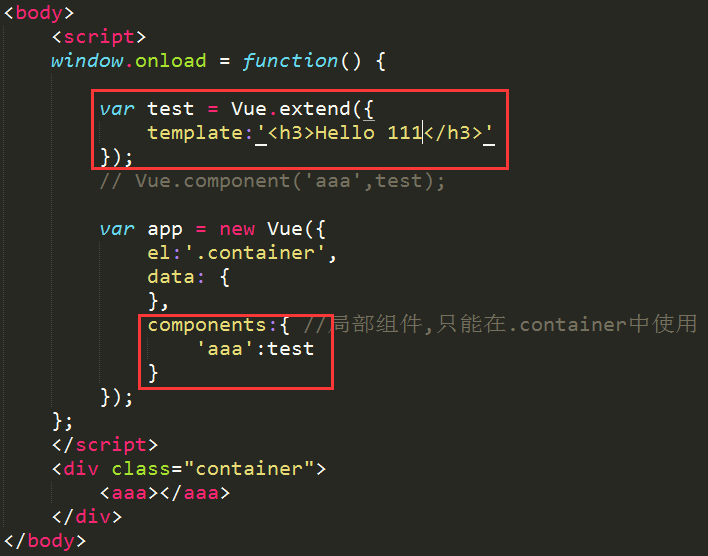 <body>
    <script>
    window.onload = function() {

        var test = Vue.extend({
            template:'<h3>Hello 111</h3>'
        });
        // Vue.component('aaa',test);

        var app = new Vue({
            el:'.container',
            data: {
            },
            components:{ //局部组件,只能在.container中使用
                'aaa':test
            }
        });
    };
    </script>
    <div class="container">
        <aaa></aaa>
    </div>
</body>